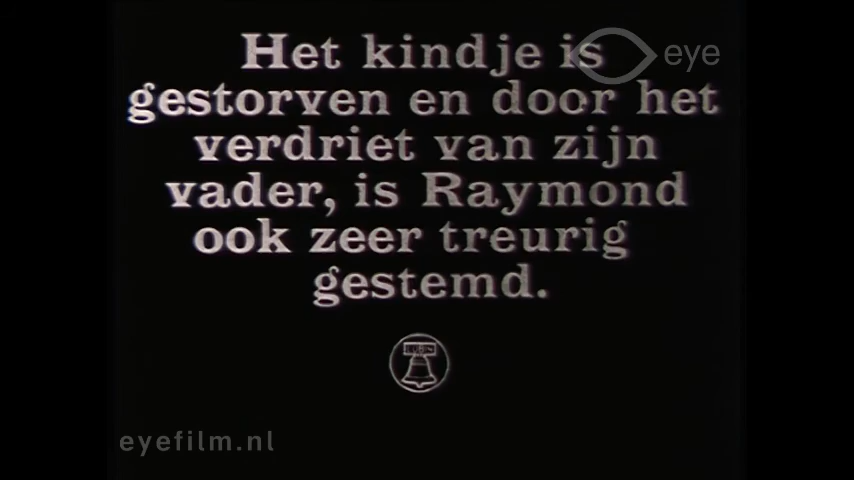 Het kindje is
eye
gestorven en door het
verdriet van zijn
vader, is Raymond
ook zeer treurig
gestemd.
eyefilm.nl